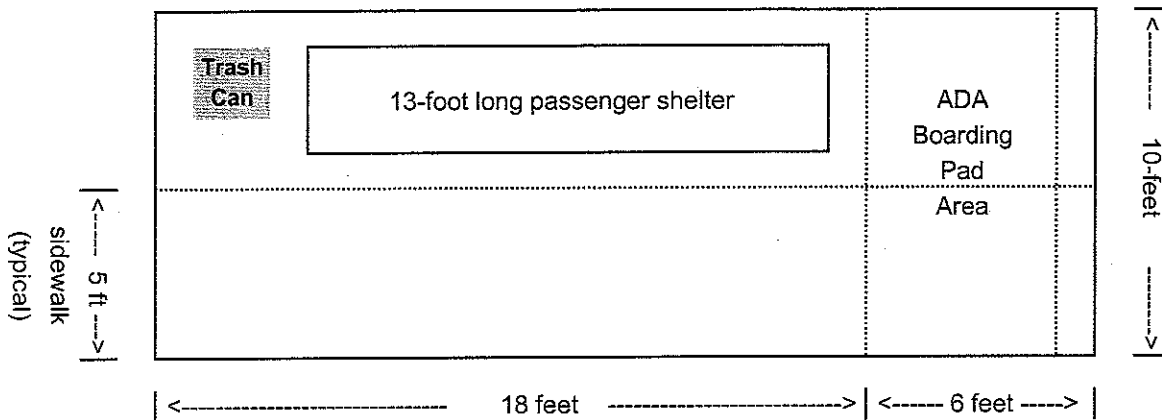 Trash
Can
13-foot long passenger shelter
ADA
Boarding
Pad
Area
10-feet
sidewalk
(typical)
5 ft
18 feet
6 feet